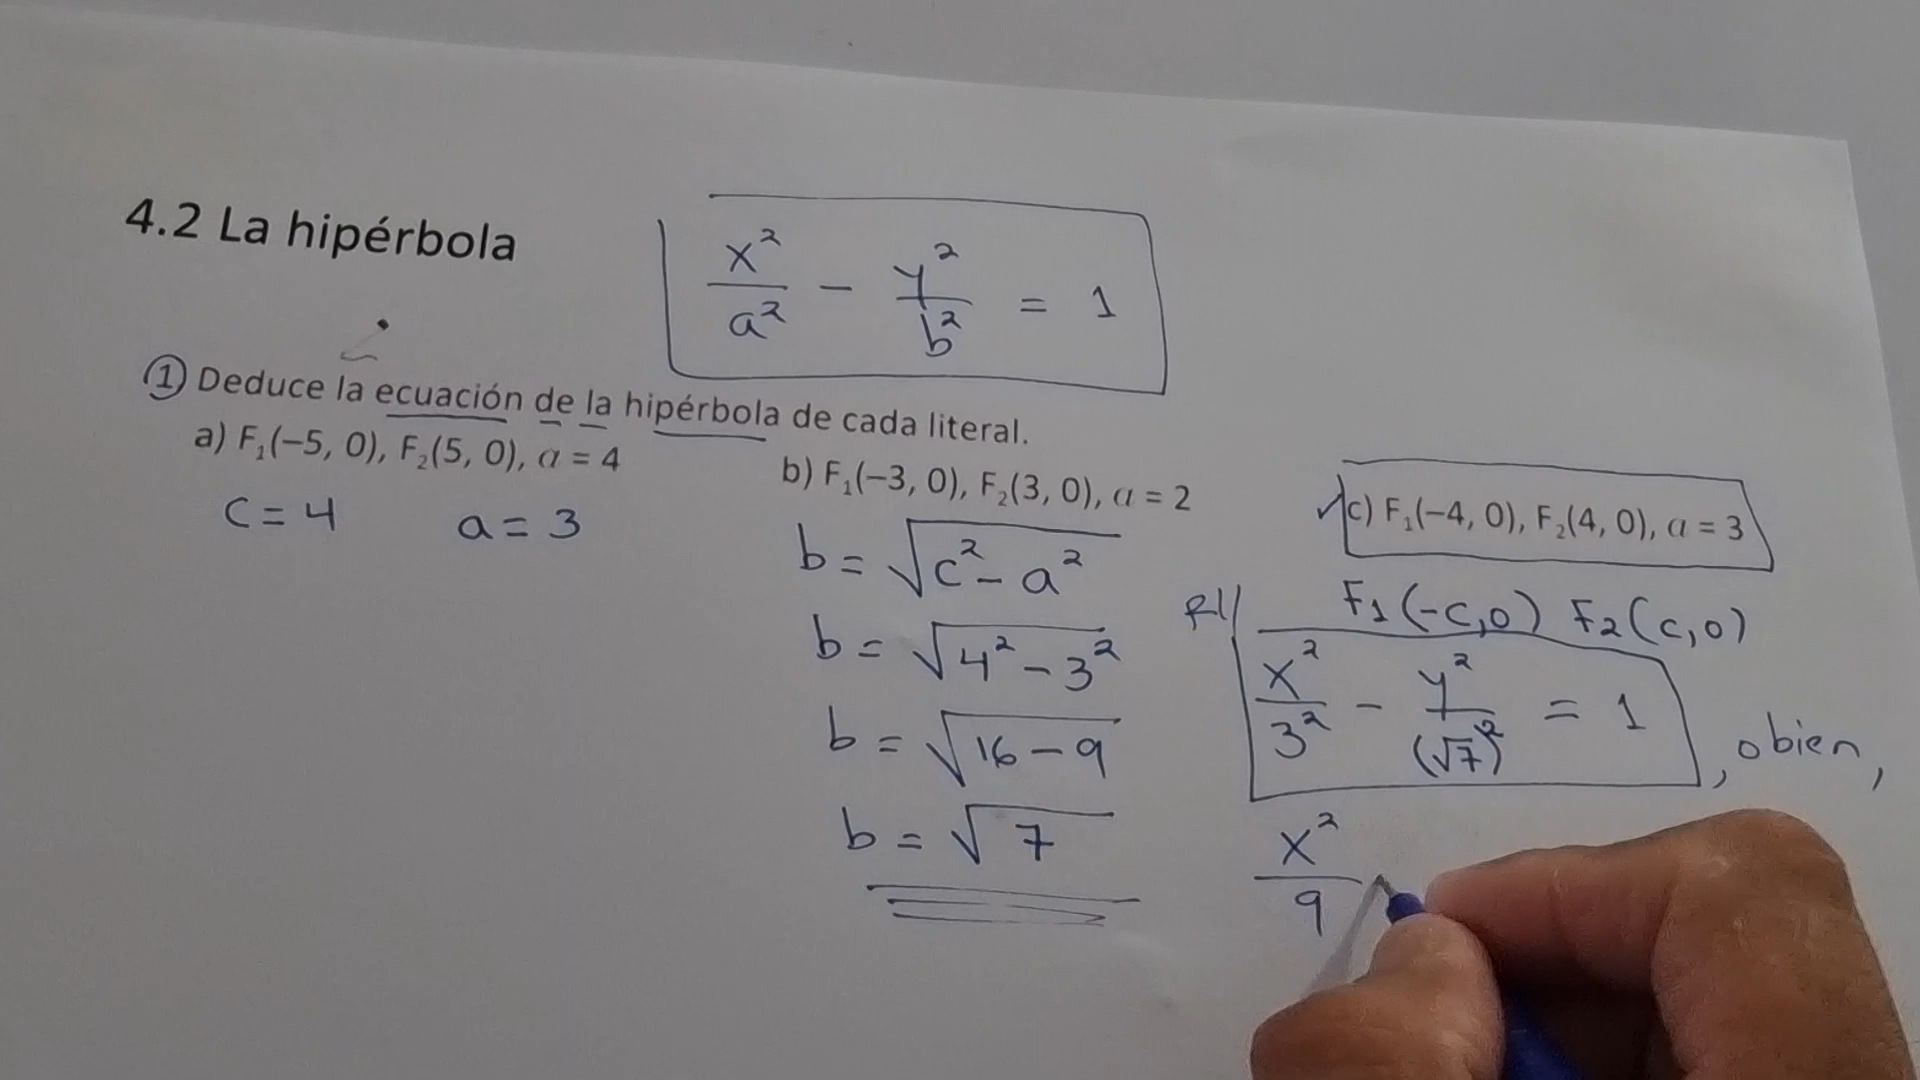 4.2 La hipérbola
x²/a² - y²/b² = 1
① Deduce la ecuación de la hipérbola de cada literal.
a) F₁(−5, 0), F₂(5, 0), a = 4
b) F₁(−3, 0), F₂(3, 0), a = 2
c) F₁(−4, 0), F₂(4, 0), a = 3
c = 4 a = 3
b = √(c² - a²)
b = √(4² - 3²)
b = √(16 - 9)
b = √7
F1 (-c,0) F2 (c,0)
R// x²/3² - y²/(√7)² = 1 , o bien,
x²/9